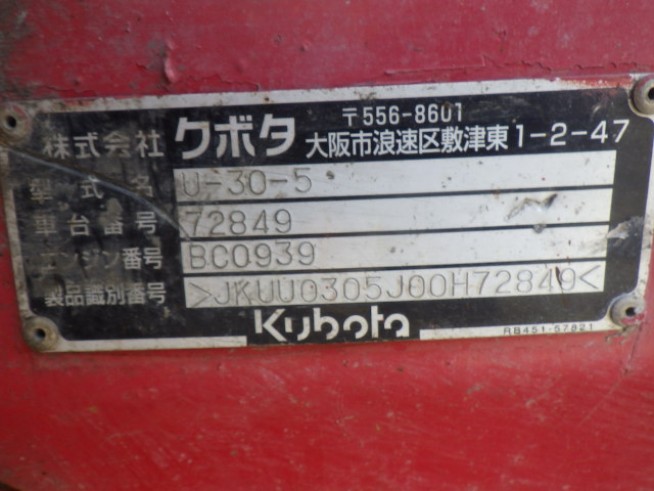 〒556-8601
株式会社 クボタ 大阪市浪速区敷津東1-2-47
型式名 U-30-5
車台番号 72849
エンジン番号 BC0939
製品識別番号 >JKUU0305J00H72849<
Kubota
RB451-57821